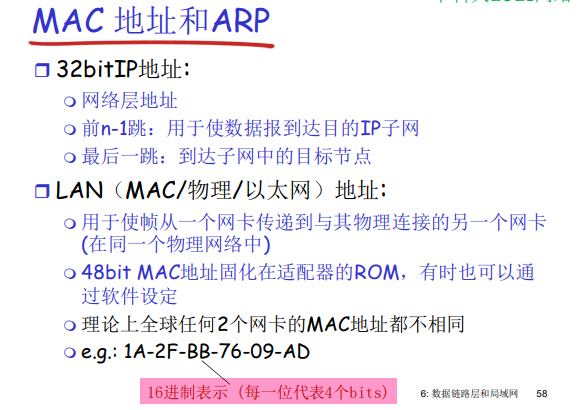 MAC 地址和ARP
❒ 32bitIP地址:
❍ 网络层地址
❍ 前n-1跳：用于使数据报到达目的IP子网
❍ 最后一跳：到达子网中的目标节点
❒ LAN（MAC/物理/以太网）地址:
❍ 用于使帧从一个网卡传递到与其物理连接的另一个网卡
(在同一个物理网络中)
❍ 48bit MAC地址固化在适配器的ROM，有时也可以通
过软件设定
❍ 理论上全球任何2个网卡的MAC地址都不相同
❍ e.g.: 1A-2F-BB-76-09-AD
16进制表示 (每一位代表4个bits)
6: 数据链路层和局域网 58